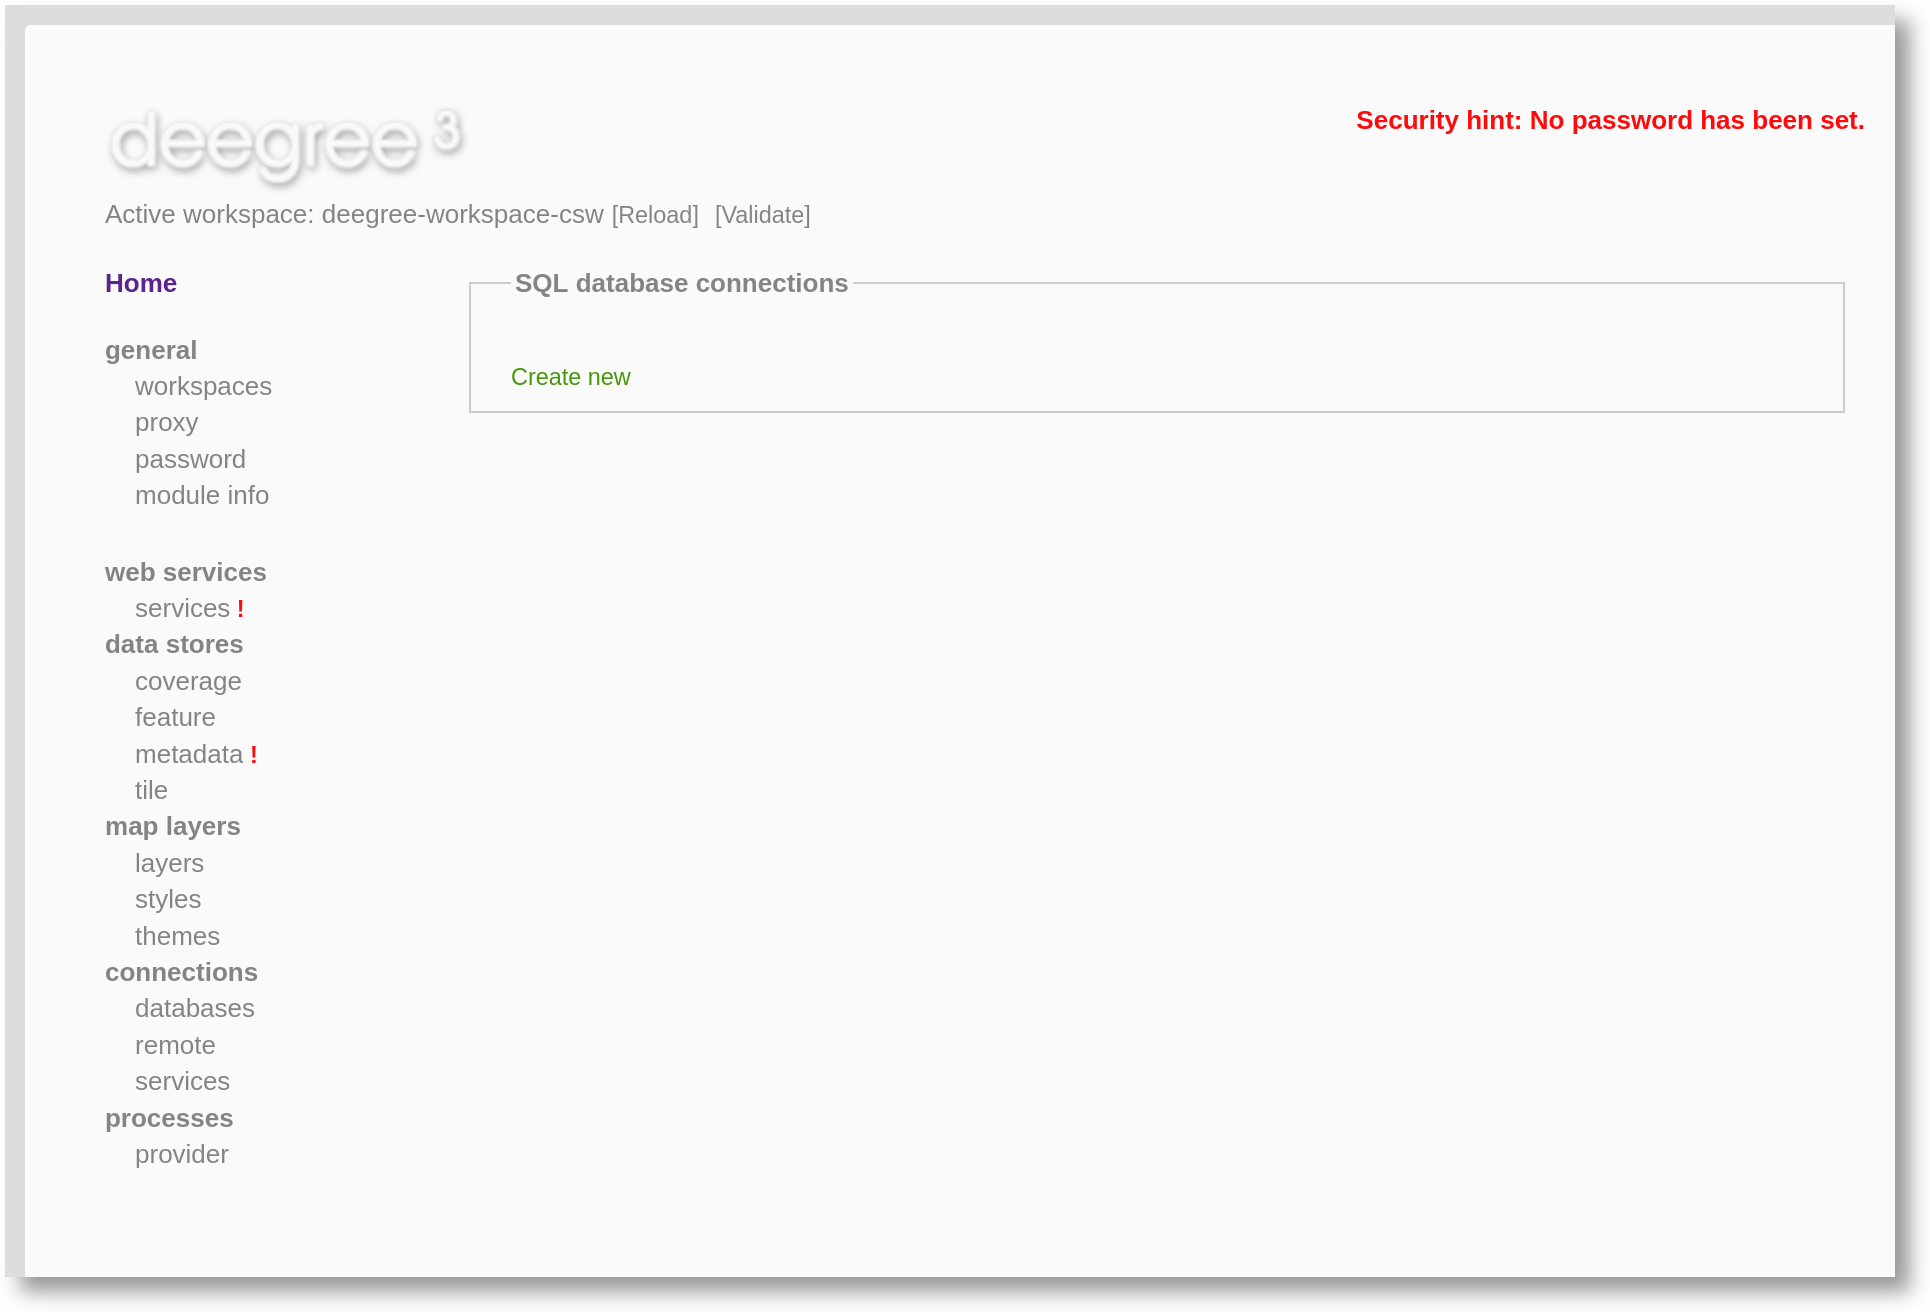 deegree 3
Security hint: No password has been set.
Active workspace: deegree-workspace-csw [Reload] [Validate]
Home
general
workspaces
proxy
password
module info
web services
services !
data stores
coverage
feature
metadata !
tile
map layers
layers
styles
themes
connections
databases
remote
services
processes
provider
SQL database connections
Create new